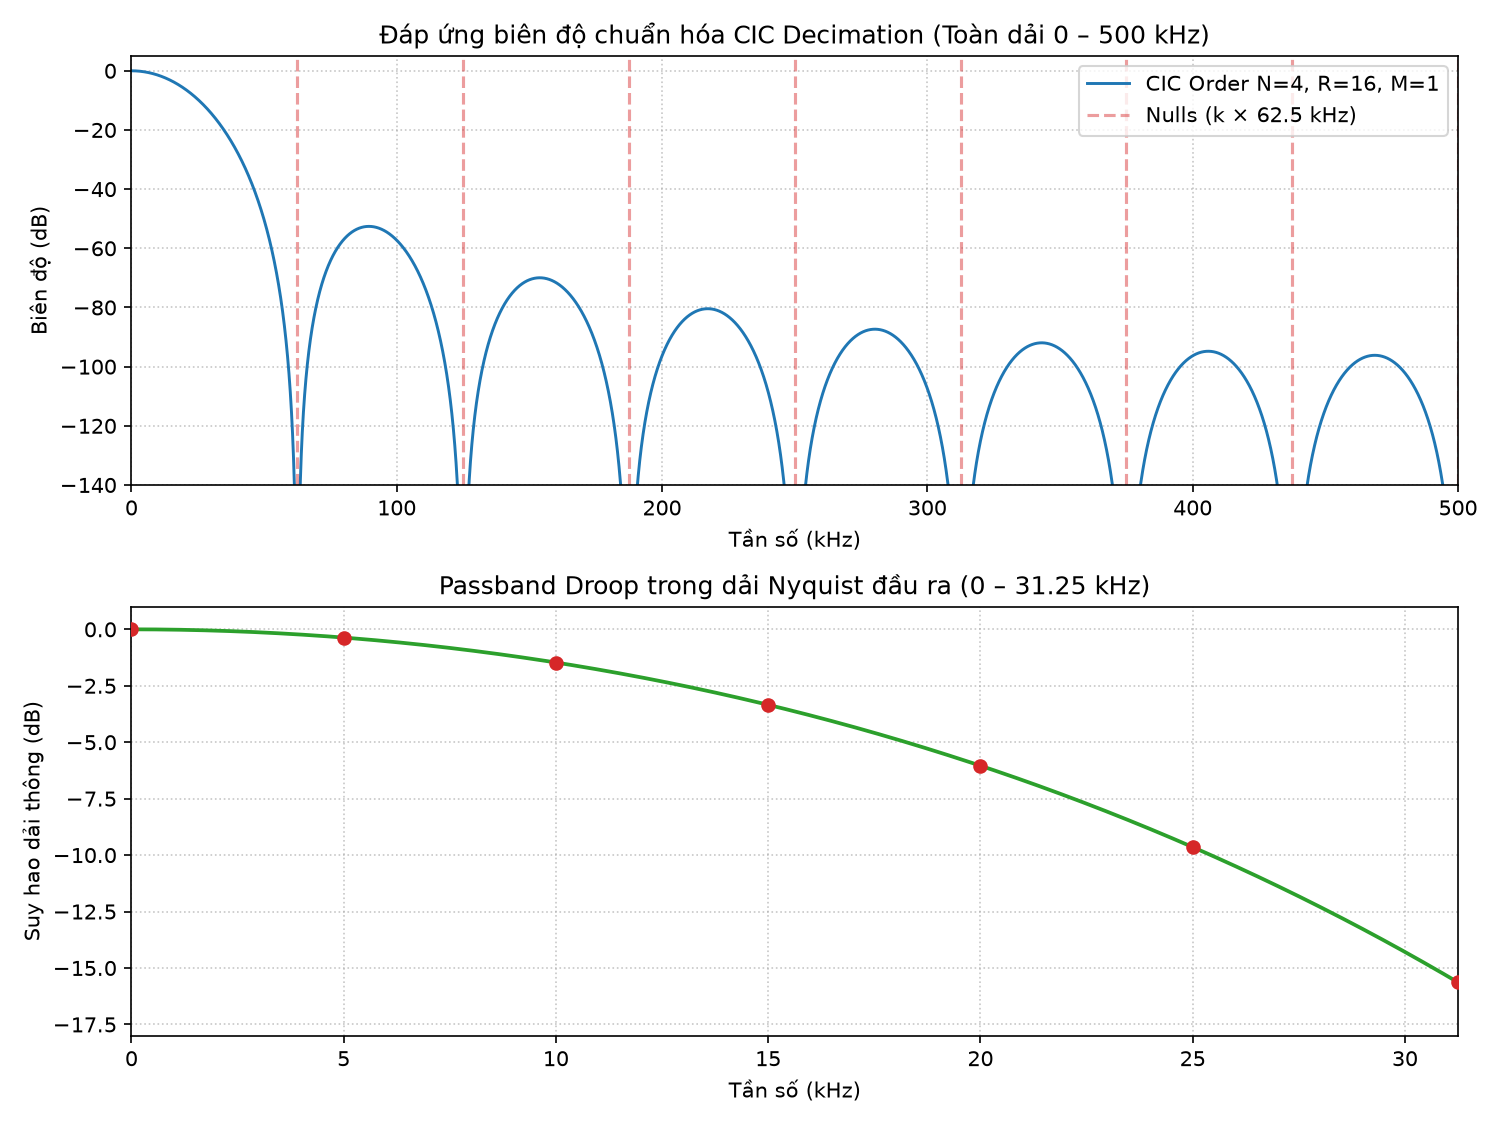 Đáp ứng biên độ chuẩn hóa CIC Decimation (Toàn dải 0 – 500 kHz)
CIC Order N=4, R=16, M=1
Nulls (k × 62.5 kHz)
Biên độ (dB)
0
−20
−40
−60
−80
−100
−120
−140
0 100 200 300 400 500
Tần số (kHz)
Passband Droop trong dải Nyquist đầu ra (0 – 31.25 kHz)
Suy hao dải thông (dB)
0.0
−2.5
−5.0
−7.5
−10.0
−12.5
−15.0
−17.5
0 5 10 15 20 25 30
Tần số (kHz)